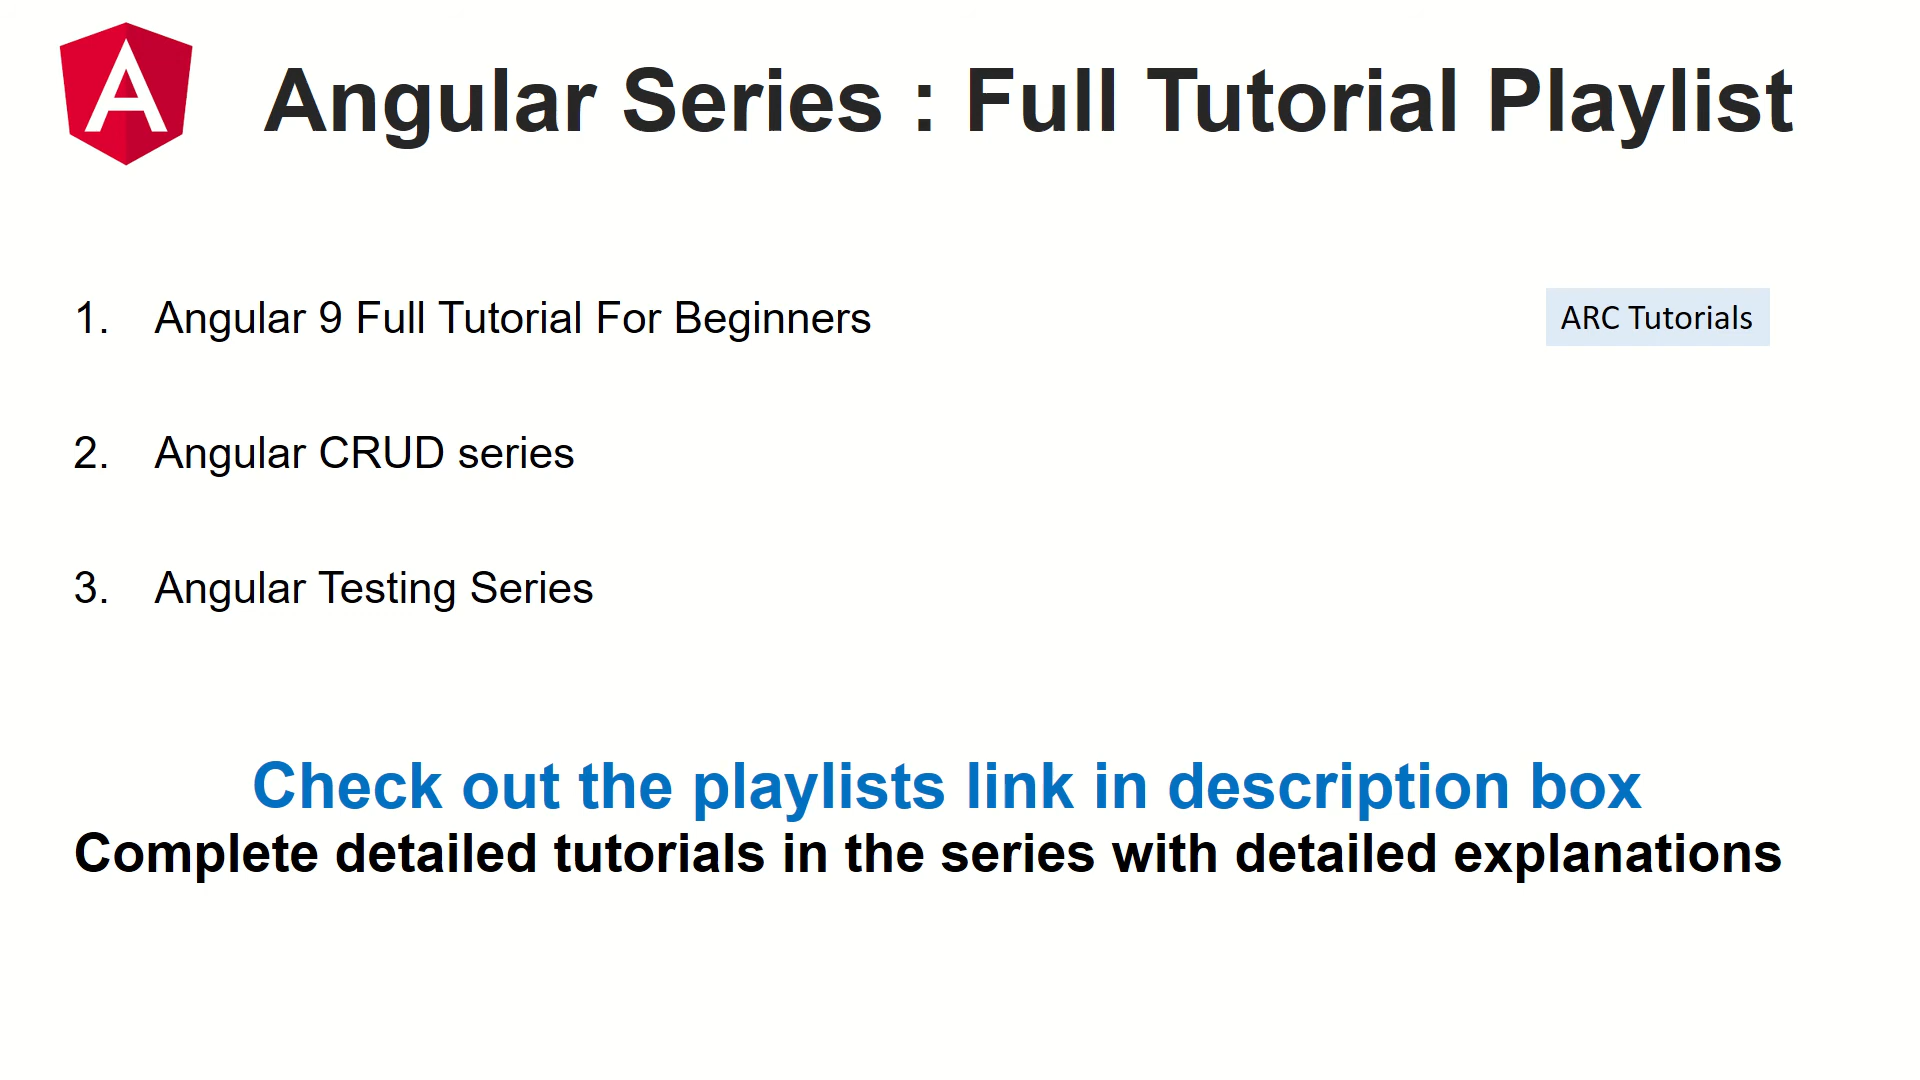 Angular Series : Full Tutorial Playlist
1. Angular 9 Full Tutorial For Beginners
ARC Tutorials
2. Angular CRUD series
3. Angular Testing Series
Check out the playlists link in description box
Complete detailed tutorials in the series with detailed explanations